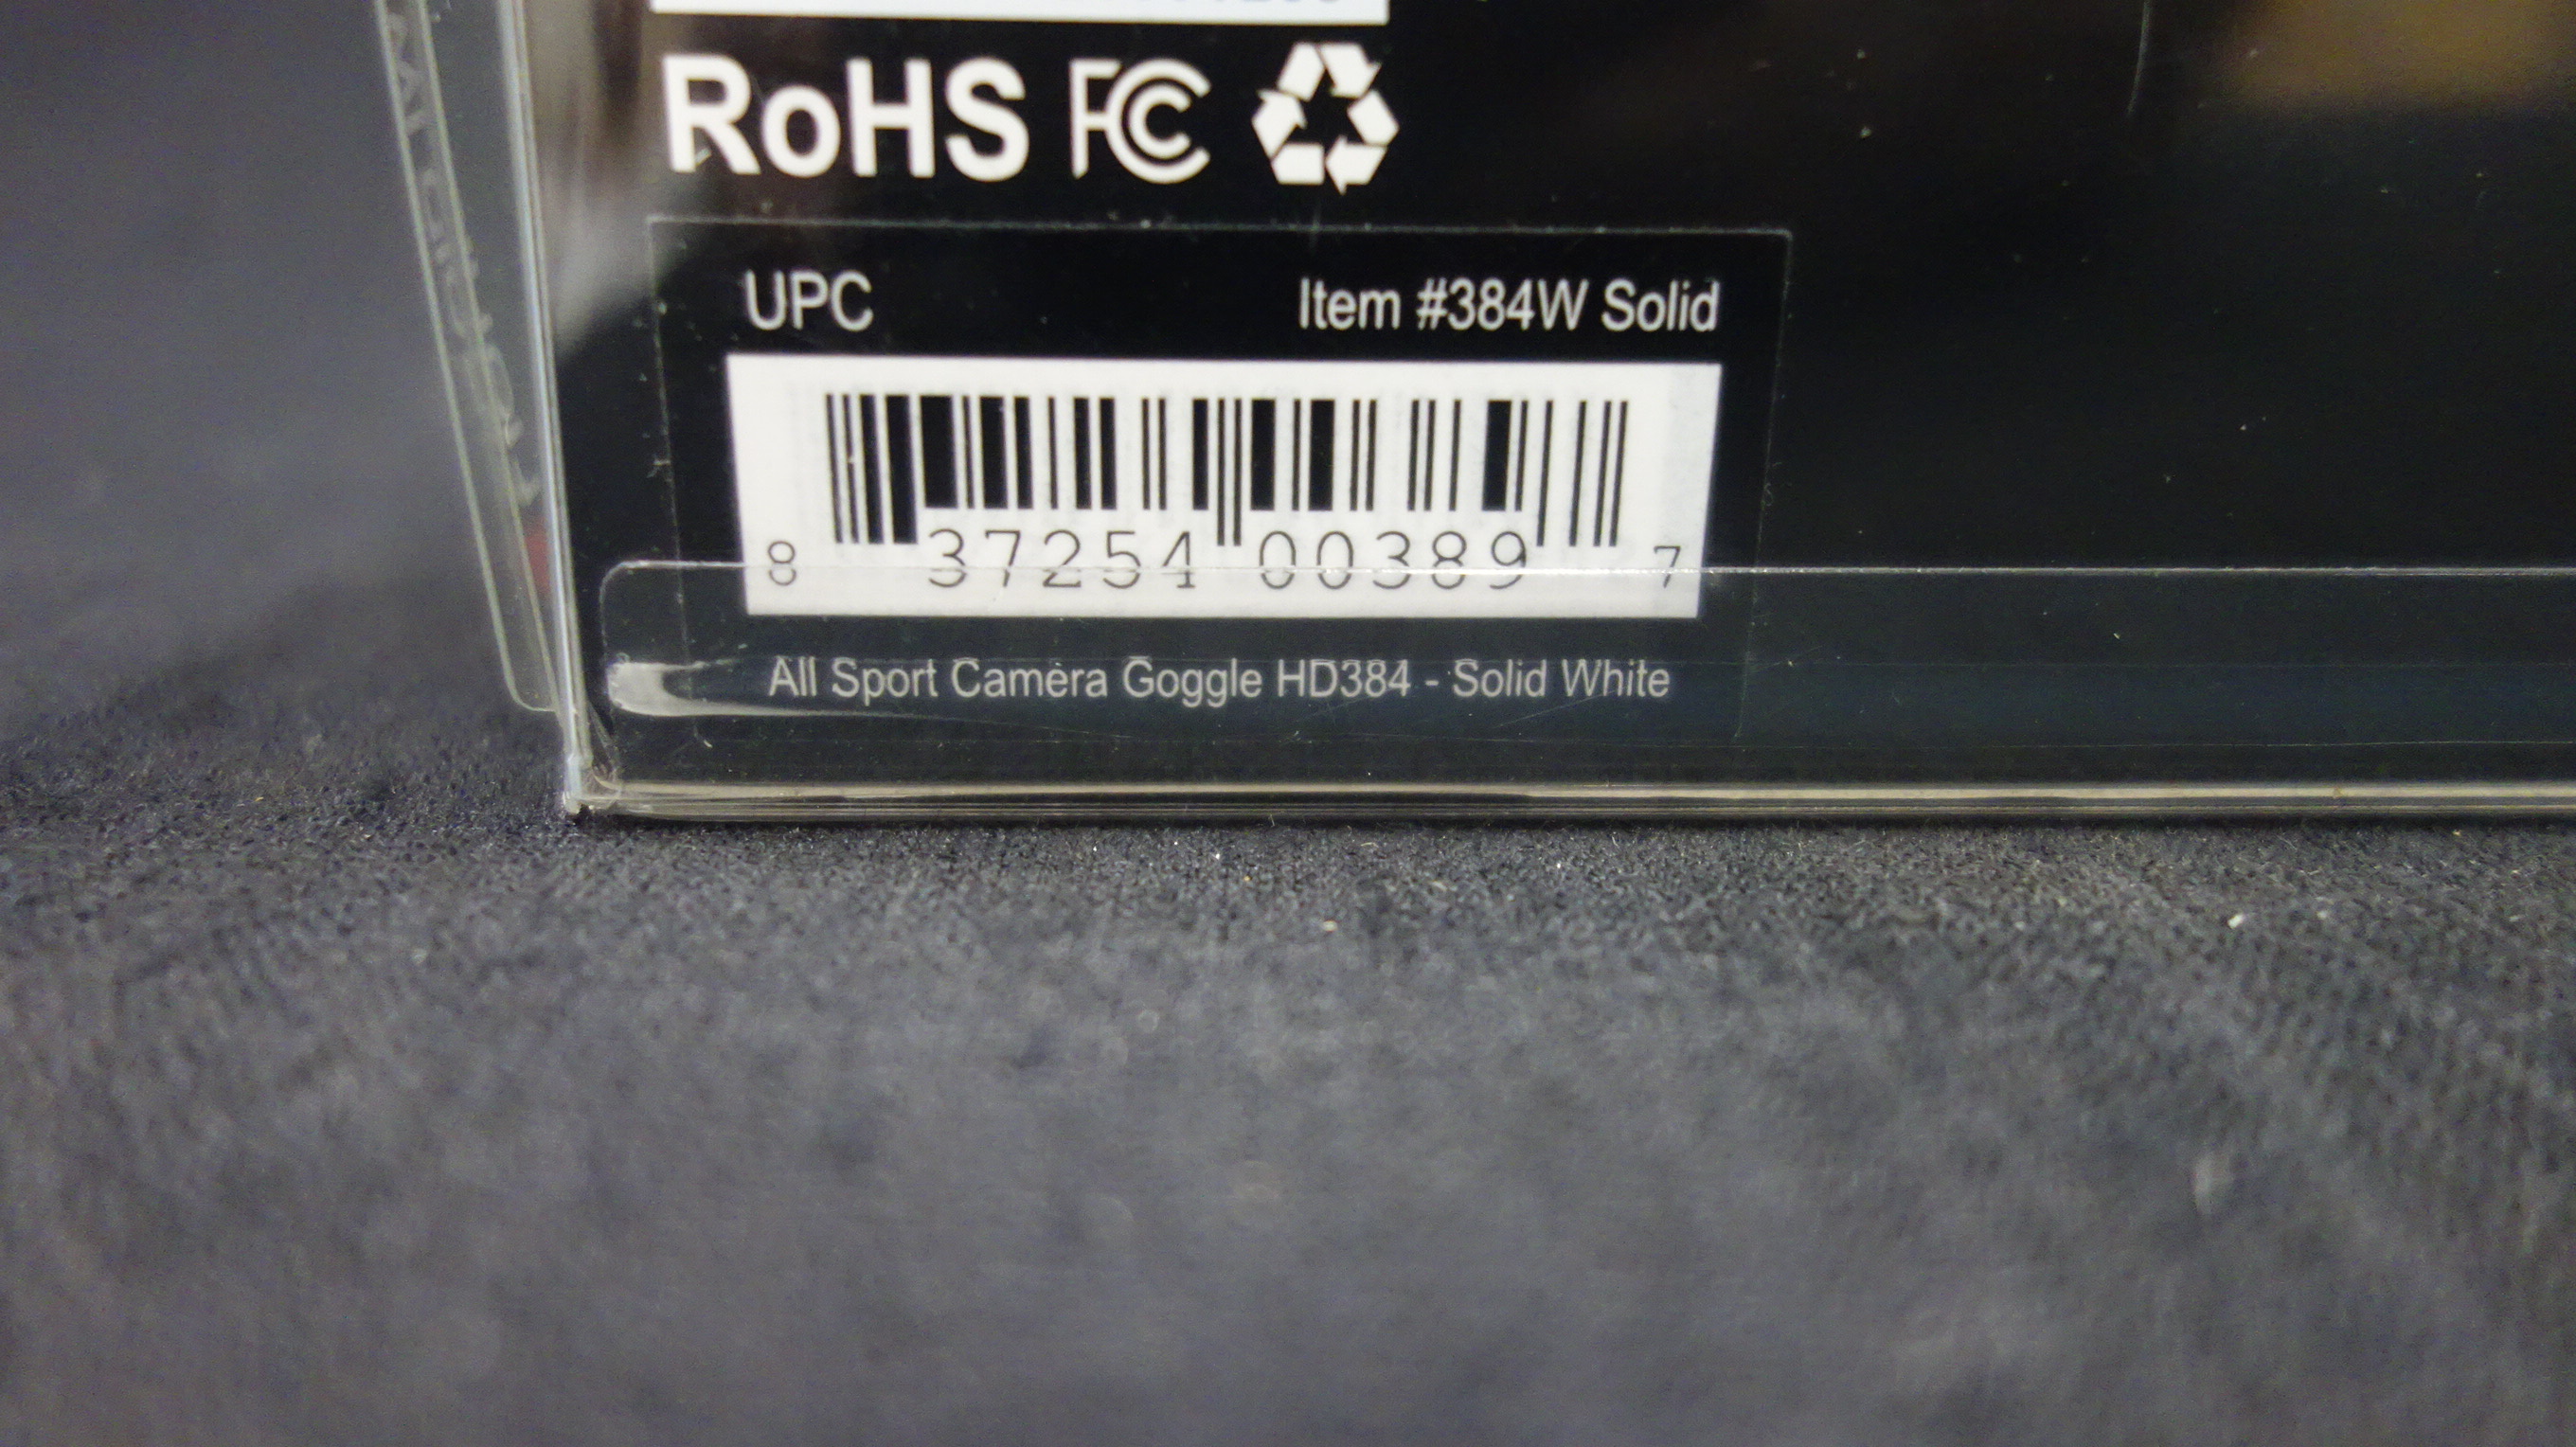 RoHS FC
UPC Item #384W Solid
8 37254 00389 7
All Sport Camera Goggle HD384 - Solid White